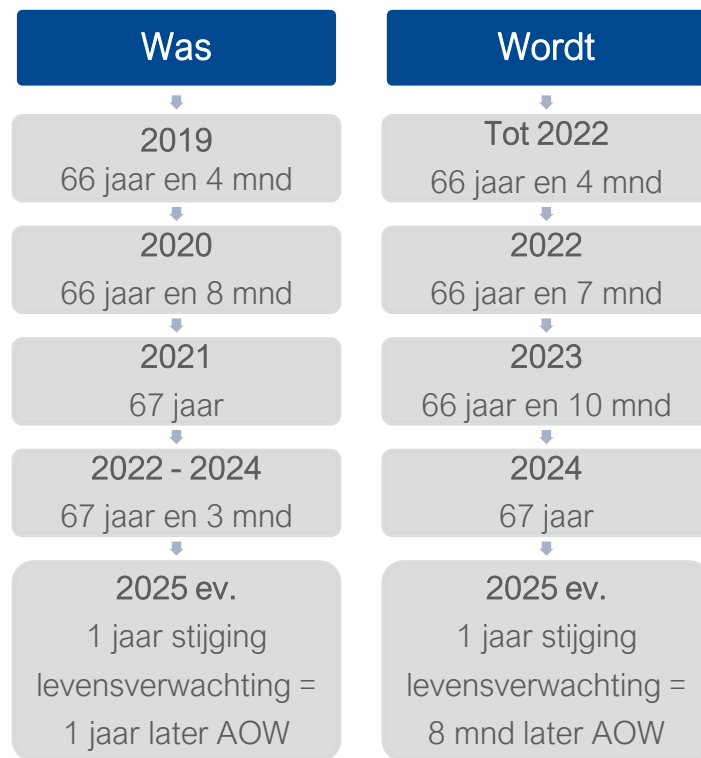 Was
2019
66 jaar en 4 mnd
2020
66 jaar en 8 mnd
2021
67 jaar
2022 - 2024
67 jaar en 3 mnd
2025 ev.
1 jaar stijging
levensverwachting =
1 jaar later AOW
Wordt
Tot 2022
66 jaar en 4 mnd
2022
66 jaar en 7 mnd
2023
66 jaar en 10 mnd
2024
67 jaar
2025 ev.
1 jaar stijging
levensverwachting =
8 mnd later AOW